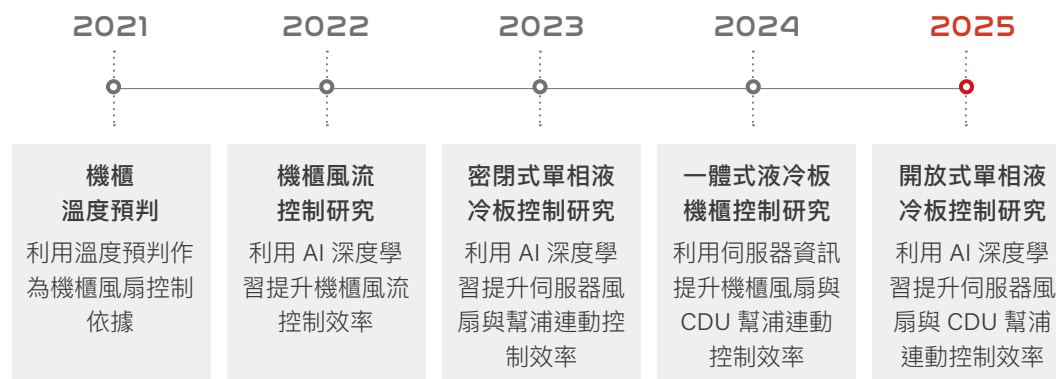 2021
2022
2023
2024
2025
機櫃
溫度預判
利用溫度預判作
為機櫃風扇控制
依據
機櫃風流
控制研究
利用 AI 深度學
習提升機櫃風流
控制效率
密閉式單相液
冷板控制研究
利用 AI 深度學
習提升伺服器風
扇與幫浦連動控
制效率
一體式液冷板
機櫃控制研究
利用伺服器資訊
提升機櫃風扇與
CDU 幫浦連動
控制效率
開放式單相液
冷板控制研究
利用 AI 深度學
習提升伺服器風
扇與 CDU 幫浦
連動控制效率